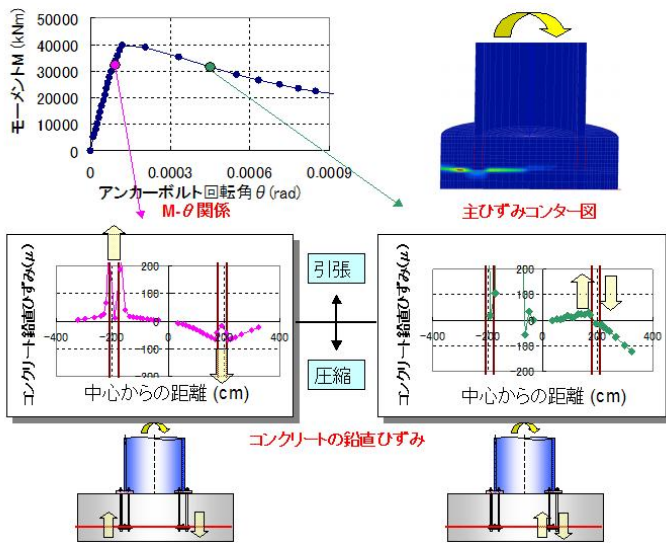 モーメントM (kNm)
50000
40000
30000
20000
10000
0
0
0.0003
0.0006
0.0009
アンカーボルト回転角θ(rad)
M-θ関係
主ひずみコンター図
コンクリート鉛直ひずみ(μ)
200
100
0
-100
-200
-400
-200
0
200
400
中心からの距離 (cm)
引張
圧縮
コンクリート鉛直ひずみ(μ)
200
100
0
100
200
-400
-200
0
200
400
中心からの距離 (cm)
コンクリートの鉛直ひずみ